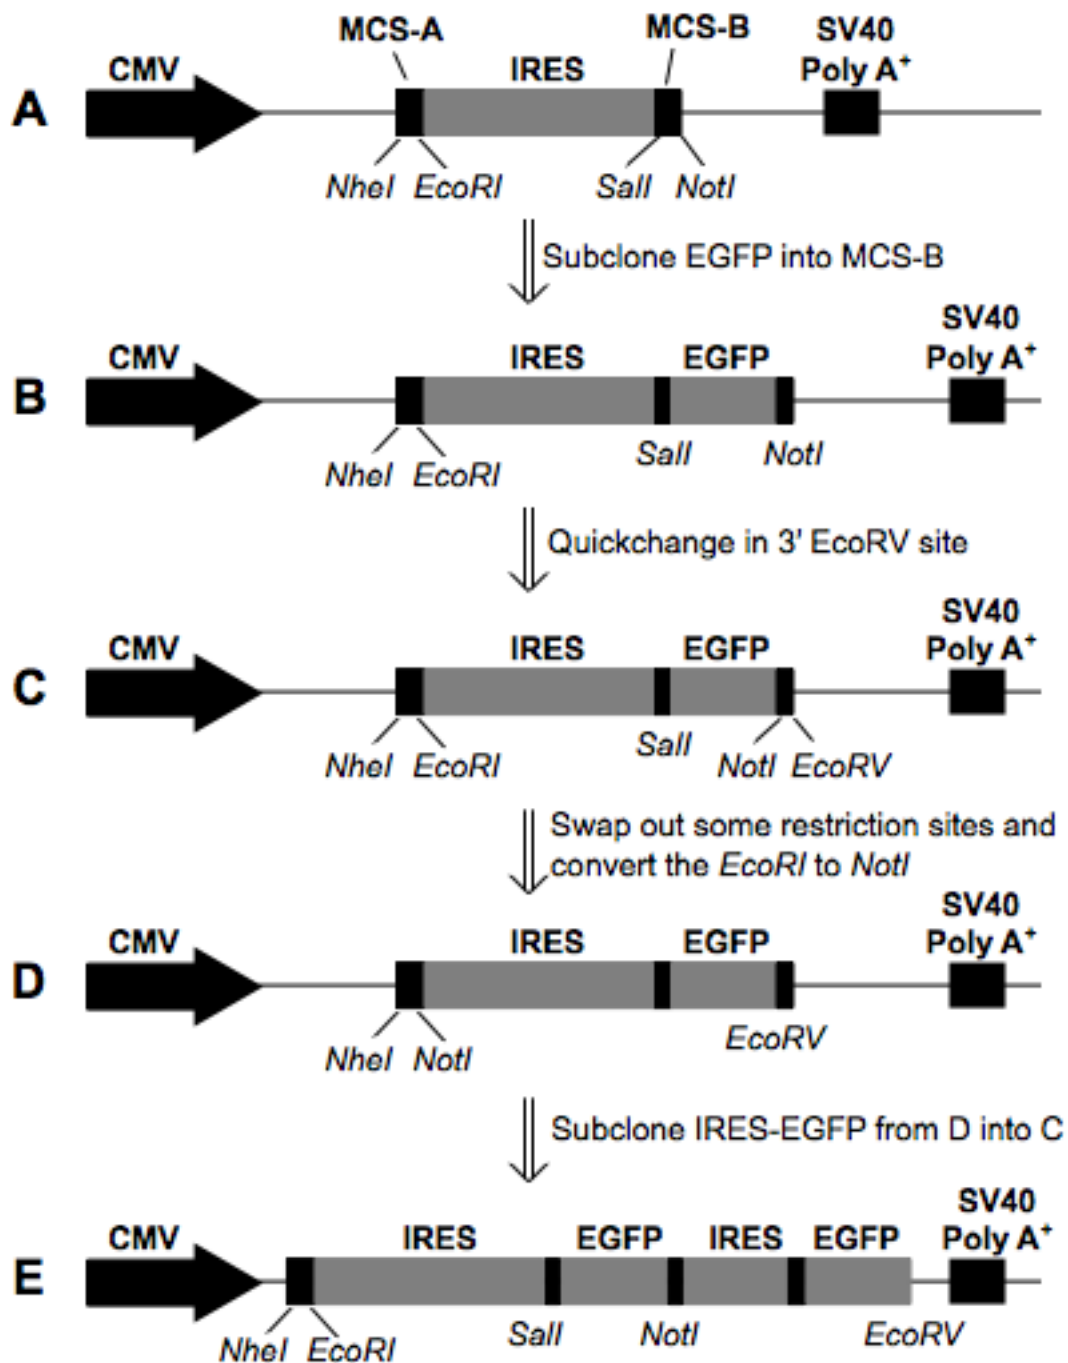 MCS-A MCS-B SV40
CMV IRES Poly A+
A
NheI EcoRI SalI NotI
Subclone EGFP into MCS-B
SV40
CMV IRES EGFP Poly A+
B
SalI NotI
NheI EcoRI
Quickchange in 3' EcoRV site
SV40
CMV IRES EGFP Poly A+
C
SalI
NheI EcoRI NotI EcoRV
Swap out some restriction sites and
convert the EcoRI to NotI
SV40
CMV IRES EGFP Poly A+
D
EcoRV
NheI NotI
Subclone IRES-EGFP from D into C
SV40
CMV IRES EGFP IRES EGFP Poly A+
E
SalI NotI EcoRV
NheI EcoRI